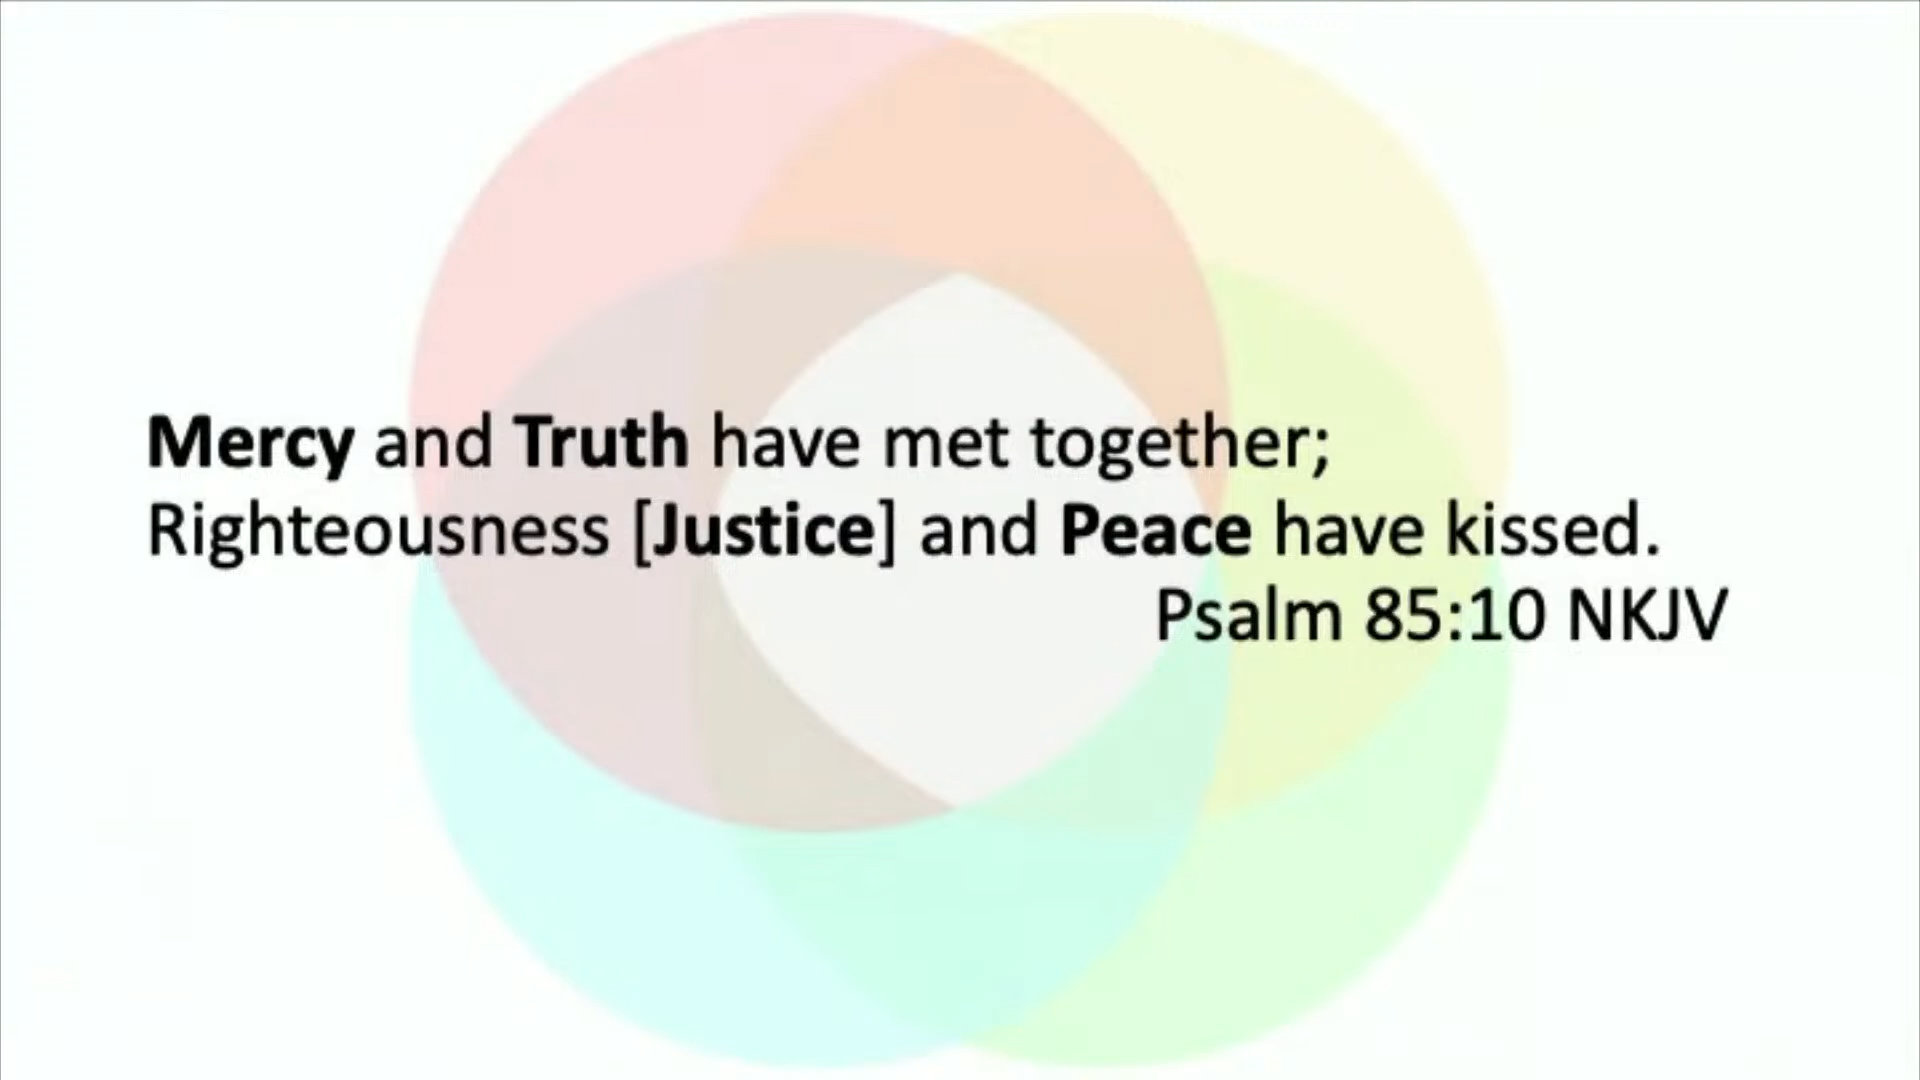 Mercy and Truth have met together;
Righteousness [Justice] and Peace have kissed.
Psalm 85:10 NKJV